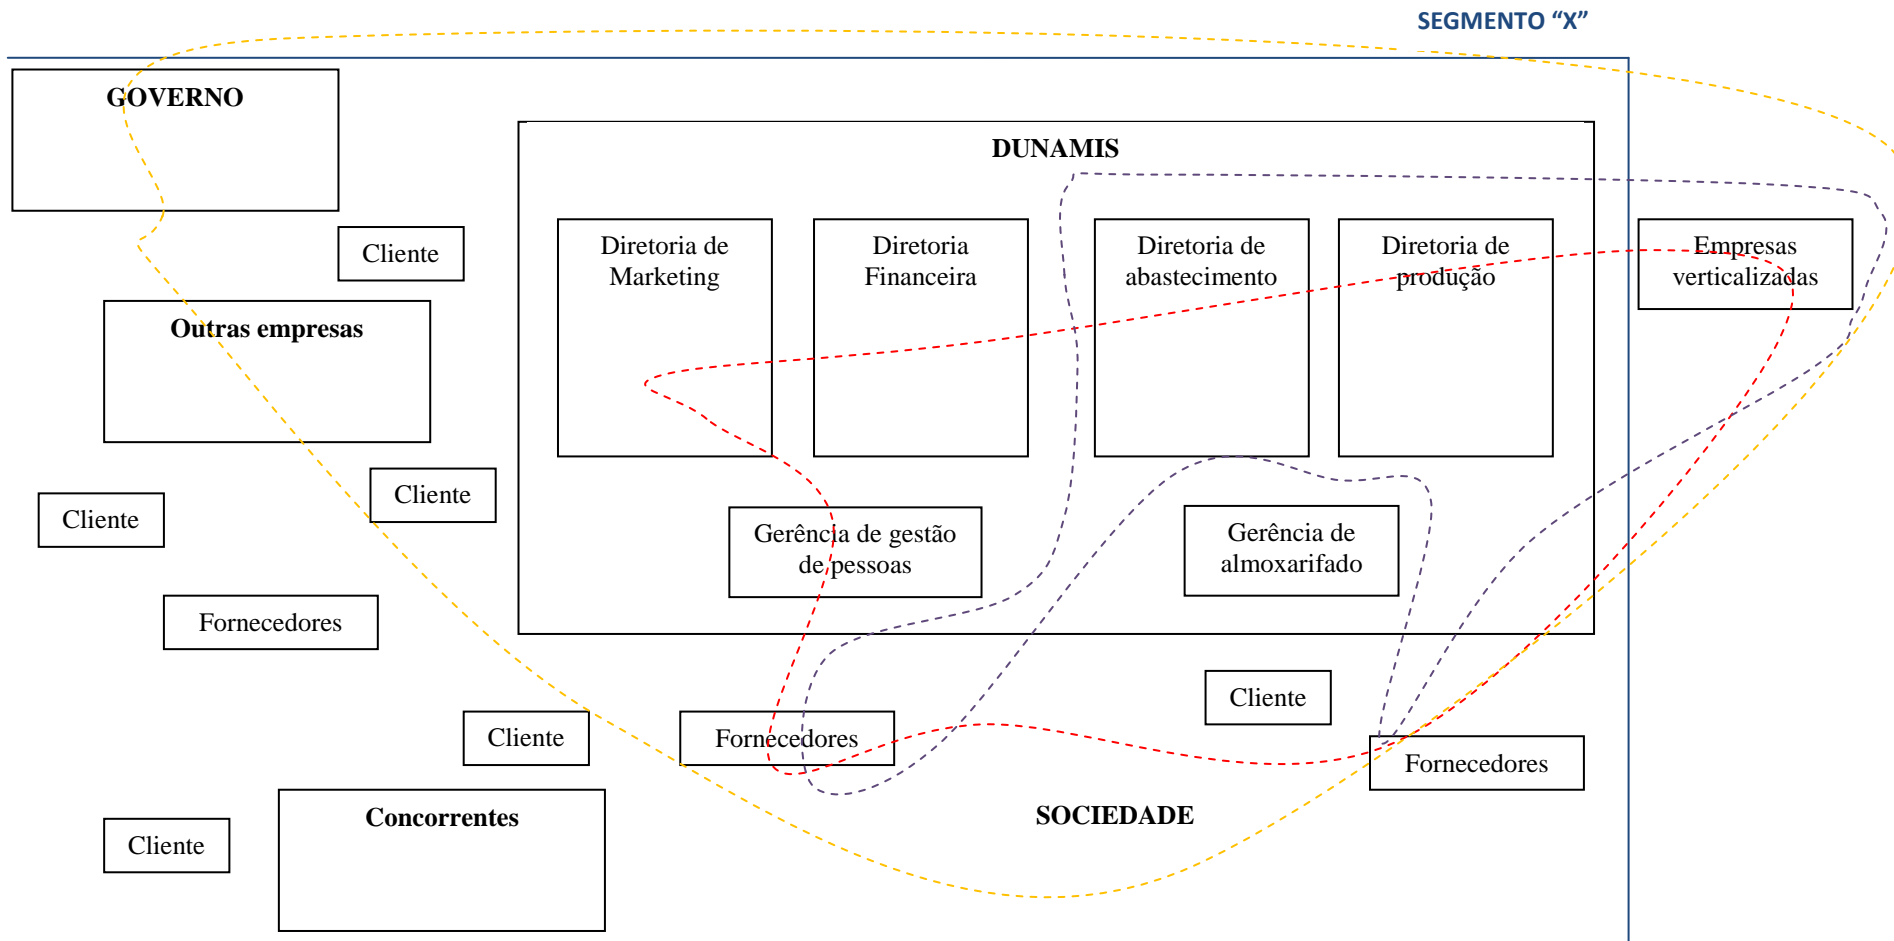 SEGMENTO “X”
GOVERNO
DUNAMIS
Cliente
Diretoria de
Marketing
Diretoria
Financeira
Diretoria de
abastecimento
Diretoria de
produção
Empresas
verticalizadas
Outras empresas
Cliente
Cliente
Gerência de gestão
de pessoas
Gerência de
almoxarifado
Fornecedores
Cliente
Cliente
Fornecedores
Fornecedores
Concorrentes
SOCIEDADE
Cliente